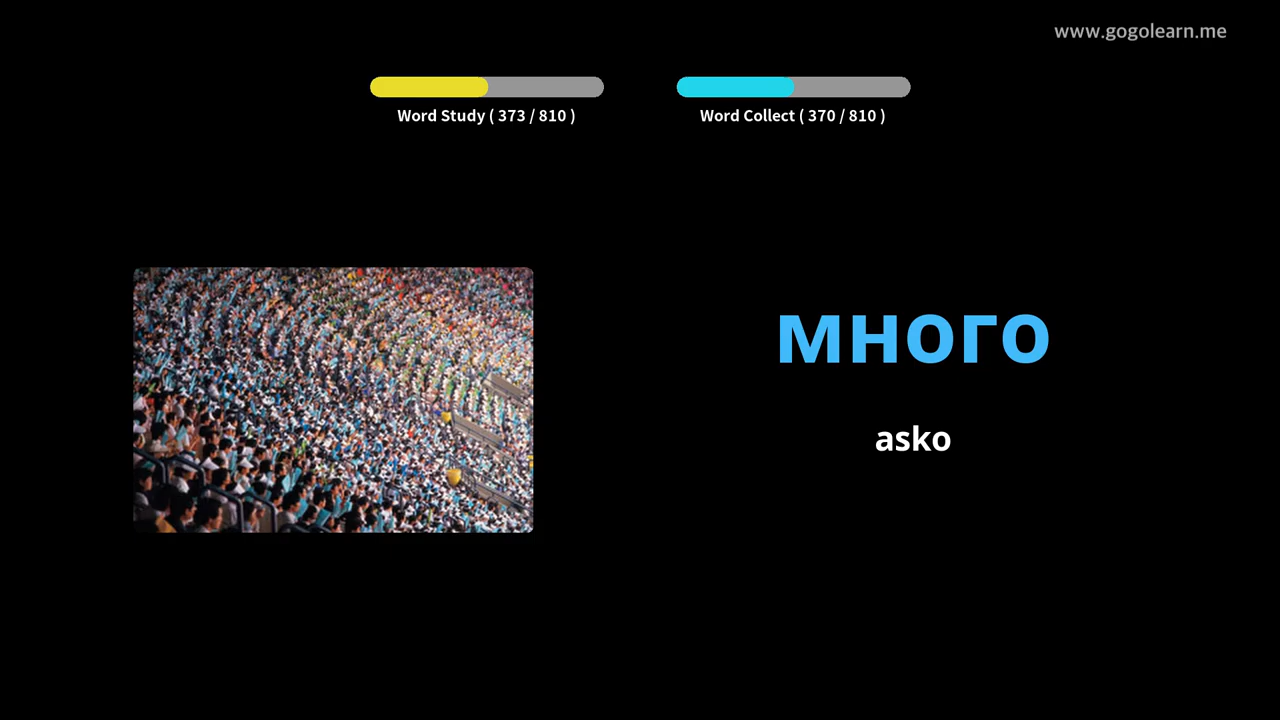 www.gogolearn.me
Word Study ( 373 / 810 )
Word Collect ( 370 / 810 )
много
asko